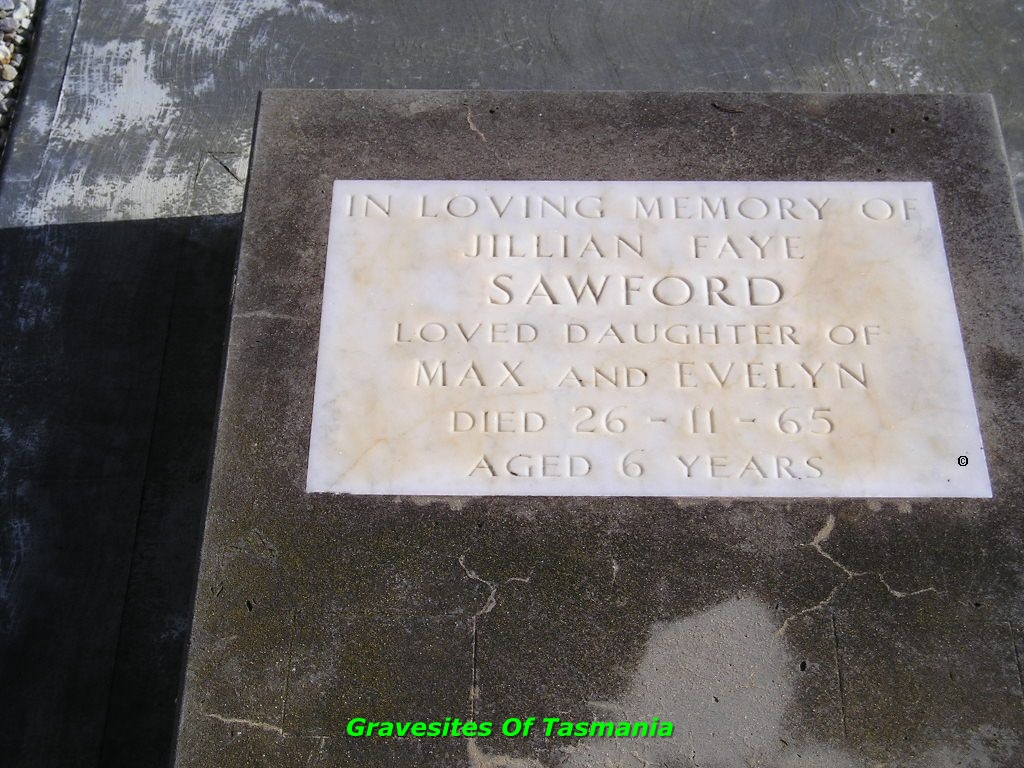 IN LOVING MEMORY OF
JILLIAN FAYE
SAWFORD
LOVED DAUGHTER OF
MAX AND EVELYN
DIED 26 - 11 - 65
AGED 6 YEARS
©
Gravesites Of Tasmania